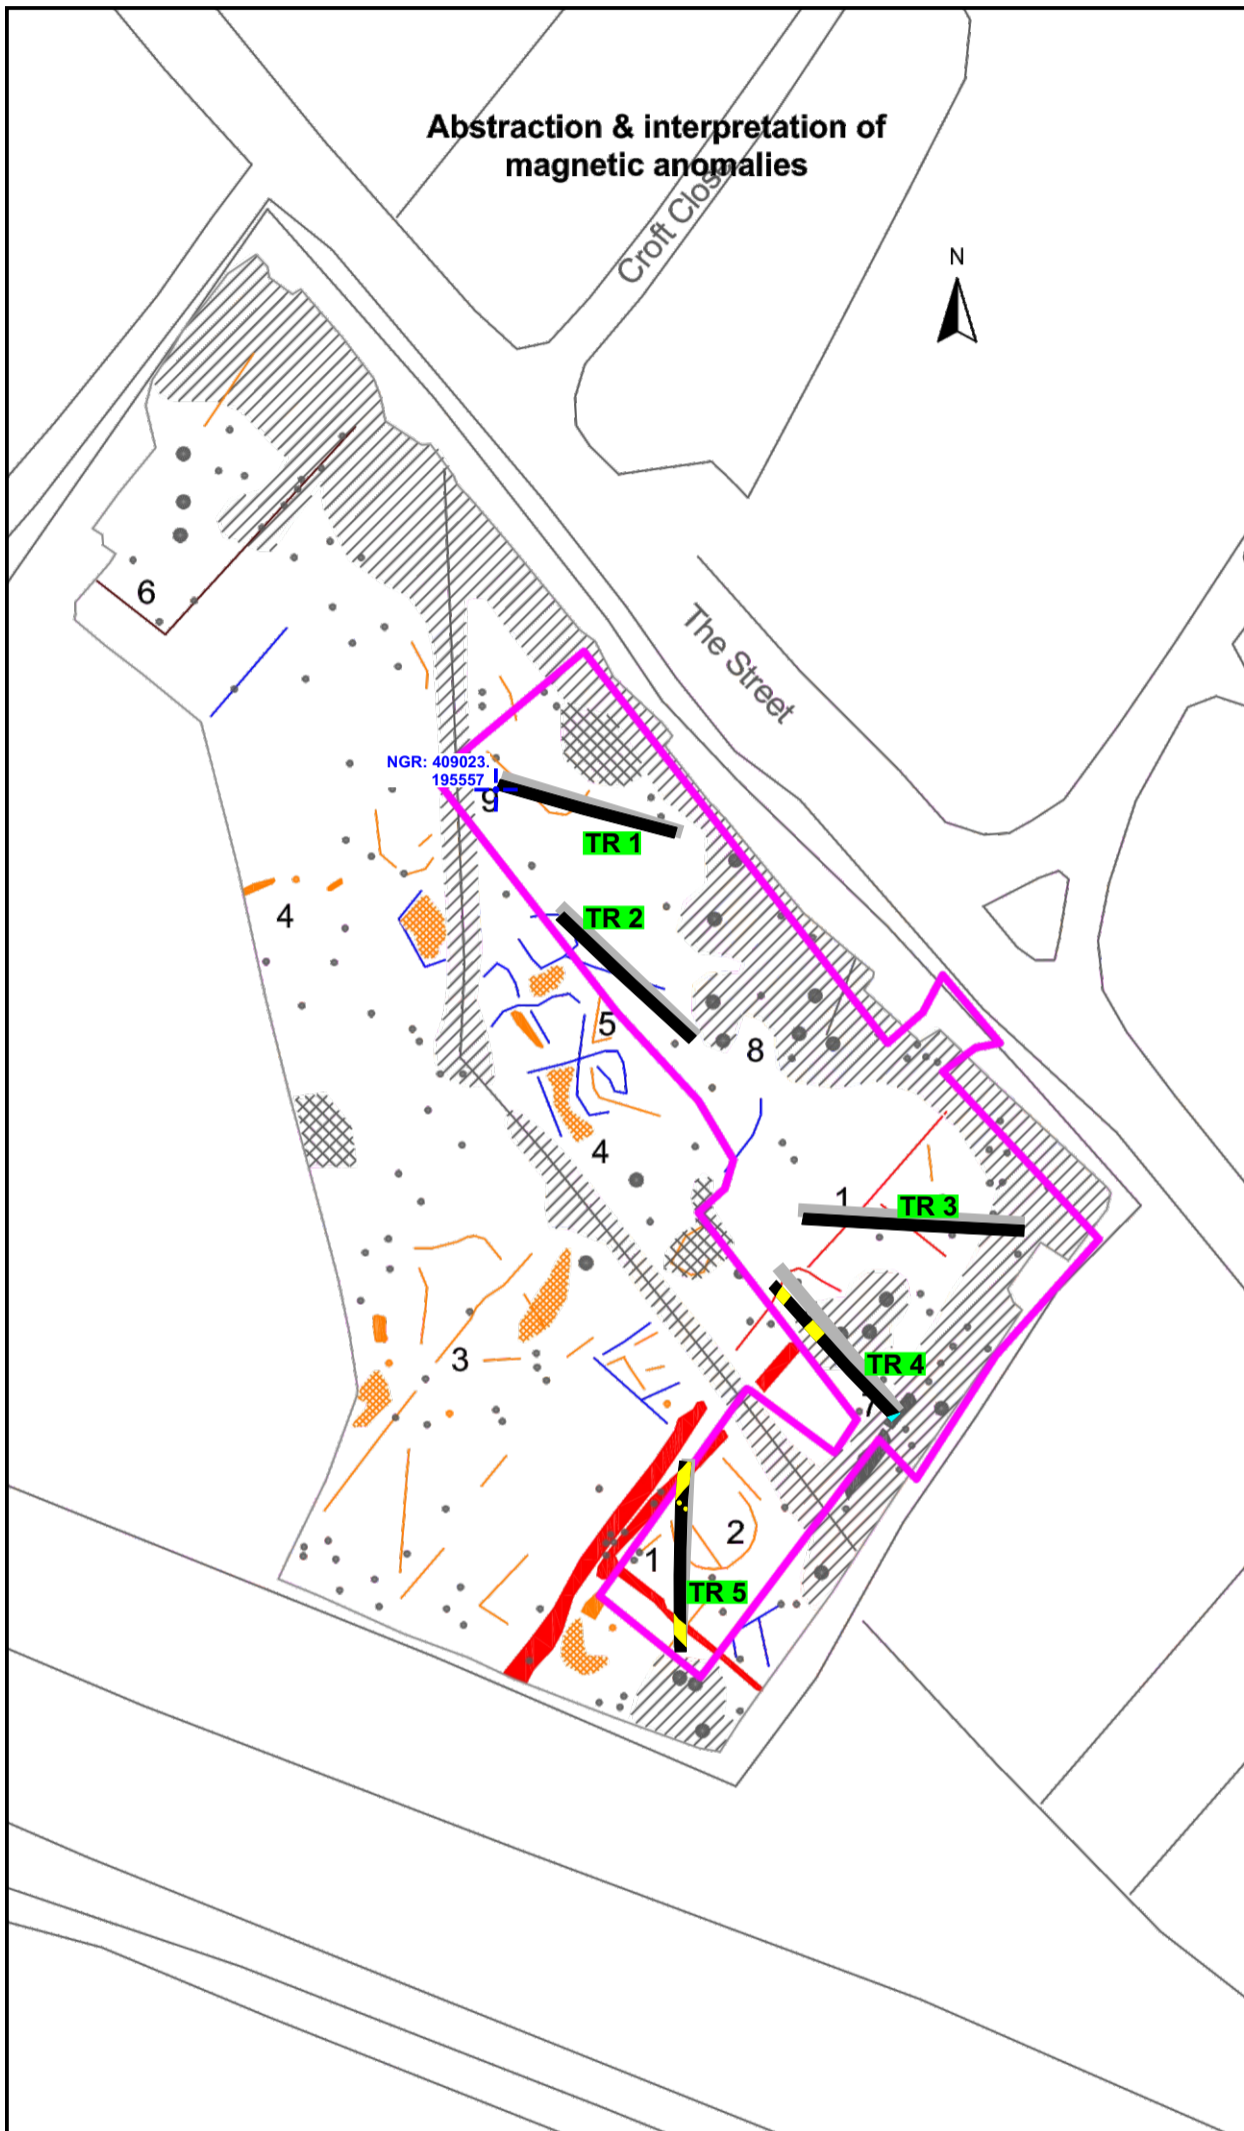 Abstraction & interpretation of
magnetic anomalies
Croft Close
N
6
The Street
NGR: 409023.
195557
9
TR 1
4
TR 2
5
8
4
1
TR 3
3
TR 4
7
2
1
TR 5